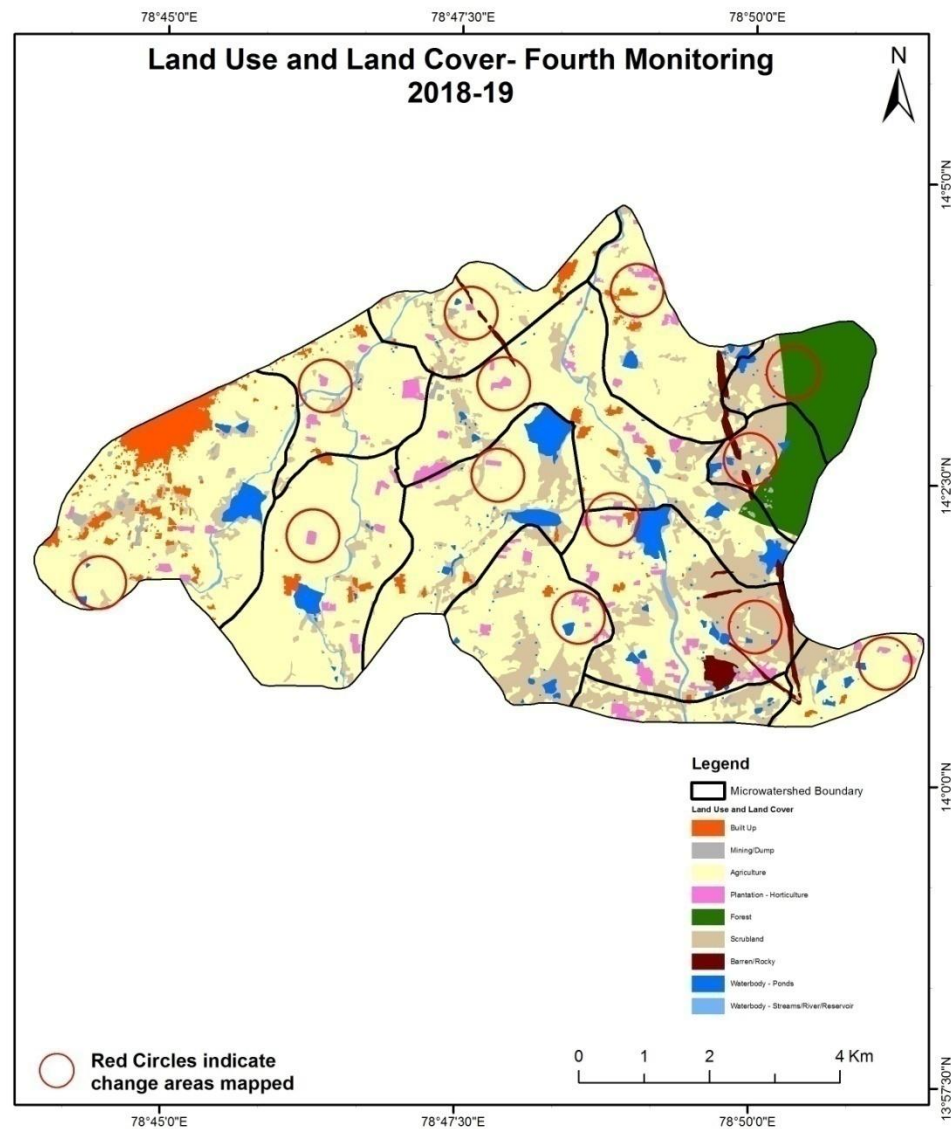 78°45'0"E 78°47'30"E 78°50'0"E
Land Use and Land Cover- Fourth Monitoring
2018-19
N
14°5'0"N
14°2'30"N
14°0'0"N
13°57'30"N
Legend
Microwatershed Boundary
Land Use and Land Cover
Built Up
Mining/Dump
Agriculture
Plantation - Horticulture
Forest
Scrubland
Barren/Rocky
Waterbody - Ponds
Waterbody - Streams/River/Reservoir
Red Circles indicate
change areas mapped
0 1 2 4 Km
78°45'0"E 78°47'30"E 78°50'0"E